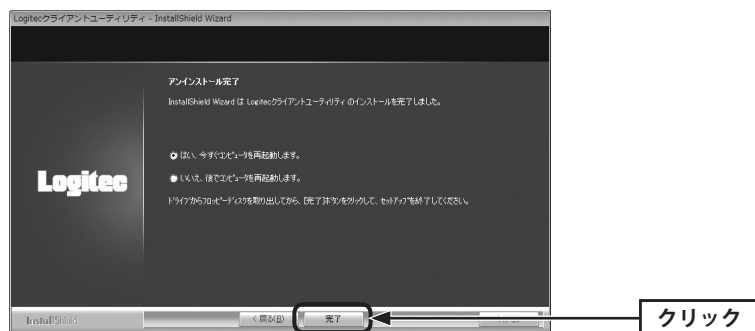 Logitecクライアントユーティリティ - InstallShield Wizard
アンインストール完了
InstallShield Wizard は Logitecクライアントユーティリティ のインストールを完了しました。
はい、今すぐコンピュータを再起動します。
いいえ、後でコンピュータを再起動します。
ドライブからフロッピーディスクを取り出してから、[完了]ボタンをクリックして、セットアップを終了してください。
Logitec
InstallShield
< 戻る(B)
完了
クリック